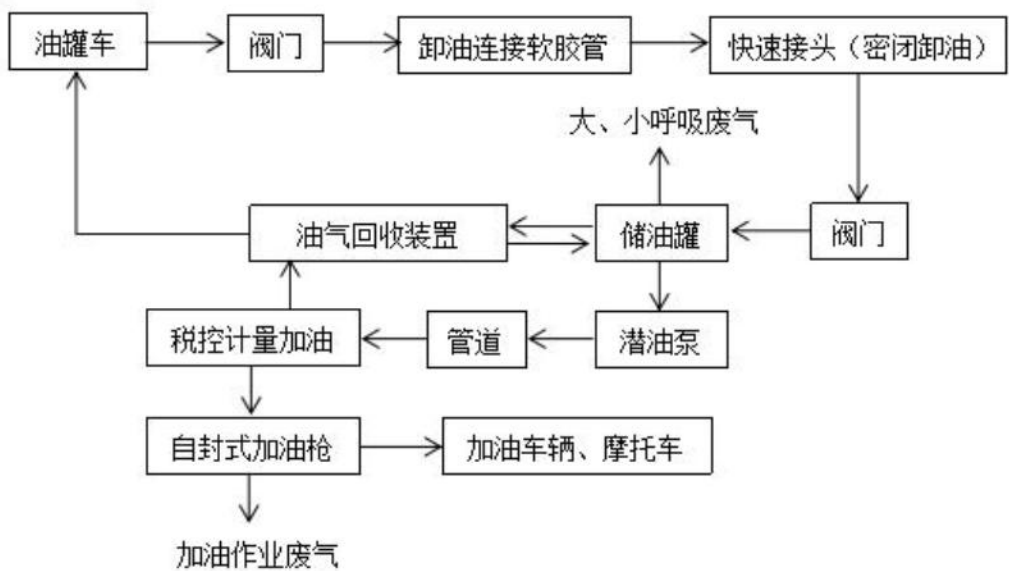 油罐车
阀门
卸油连接软胶管
快速接头（密闭卸油）
大、小呼吸废气
油气回收装置
储油罐
阀门
税控计量加油
管道
潜油泵
自封式加油枪
加油车辆、摩托车
加油作业废气